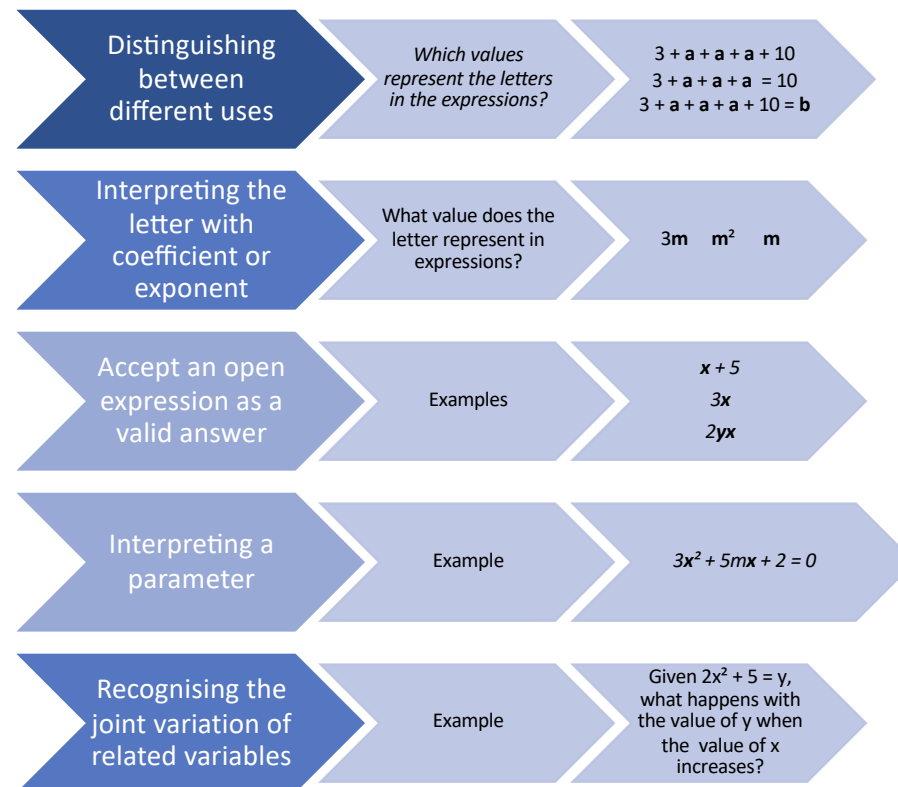 Distinguishing
between
different uses
Which values
represent the letters
in the expressions?
3 + a + a + a + 10
3 + a + a + a = 10
3 + a + a + a + 10 = b
Interpreting the
letter with
coefficient or
exponent
What value does the
letter represent in
expressions?
3m m² m
Accept an open
expression as a
valid answer
Examples
x + 5
3x
2yx
Interpreting a
parameter
Example
3x² + 5mx + 2 = 0
Recognising the
joint variation of
related variables
Example
Given 2x² + 5 = y,
what happens with
the value of y when
the value of x
increases?